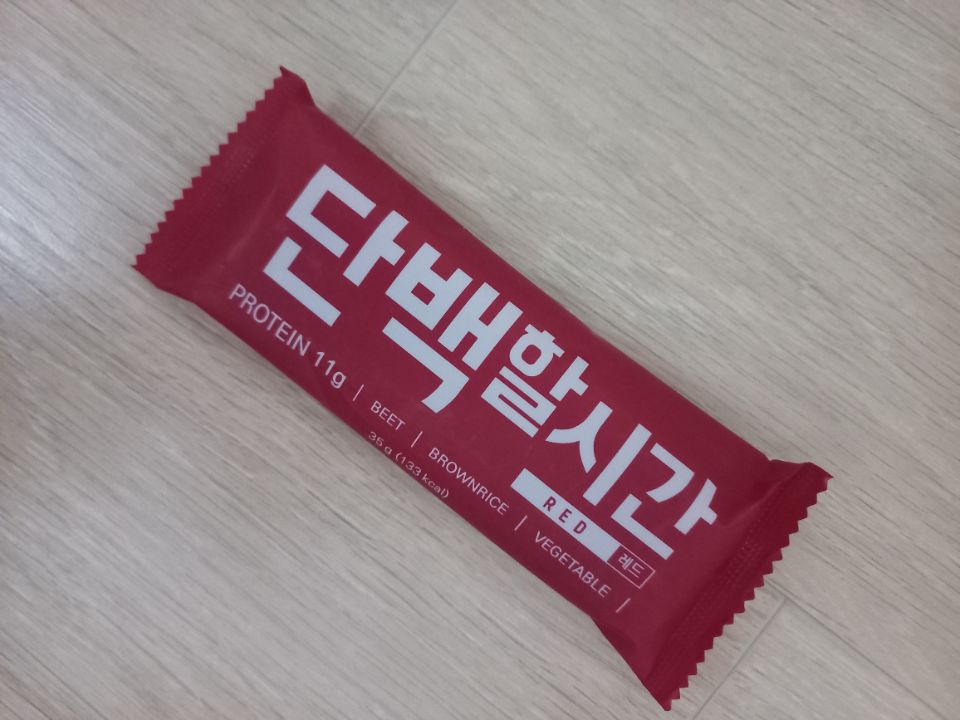 단백할시간
RED 레드
PROTEIN 11g | BEET | BROWNRICE | VEGETABLE |
35 g (133 kcal)